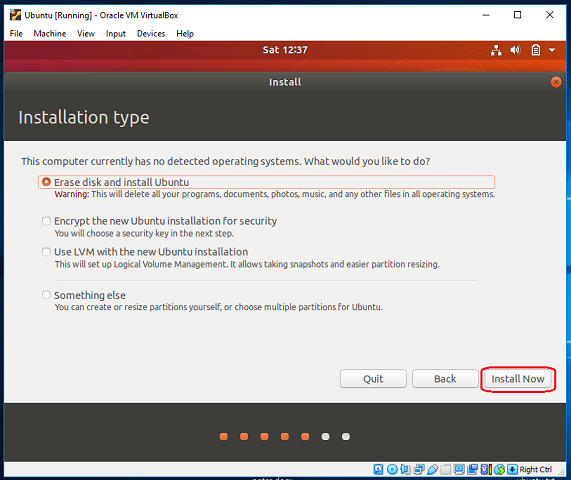 Ubuntu [Running] - Oracle VM VirtualBox
File Machine View Input Devices Help
Sat 12:37
Install
Installation type
This computer currently has no detected operating systems. What would you like to do?
Erase disk and install Ubuntu
Warning: This will delete all your programs, documents, photos, music, and any other files in all operating systems.
Encrypt the new Ubuntu installation for security
You will choose a security key in the next step.
Use LVM with the new Ubuntu installation
This will set up Logical Volume Management. It allows taking snapshots and easier partition resizing.
Something else
You can create or resize partitions yourself, or choose multiple partitions for Ubuntu.
Quit Back Install Now
Right Ctrl